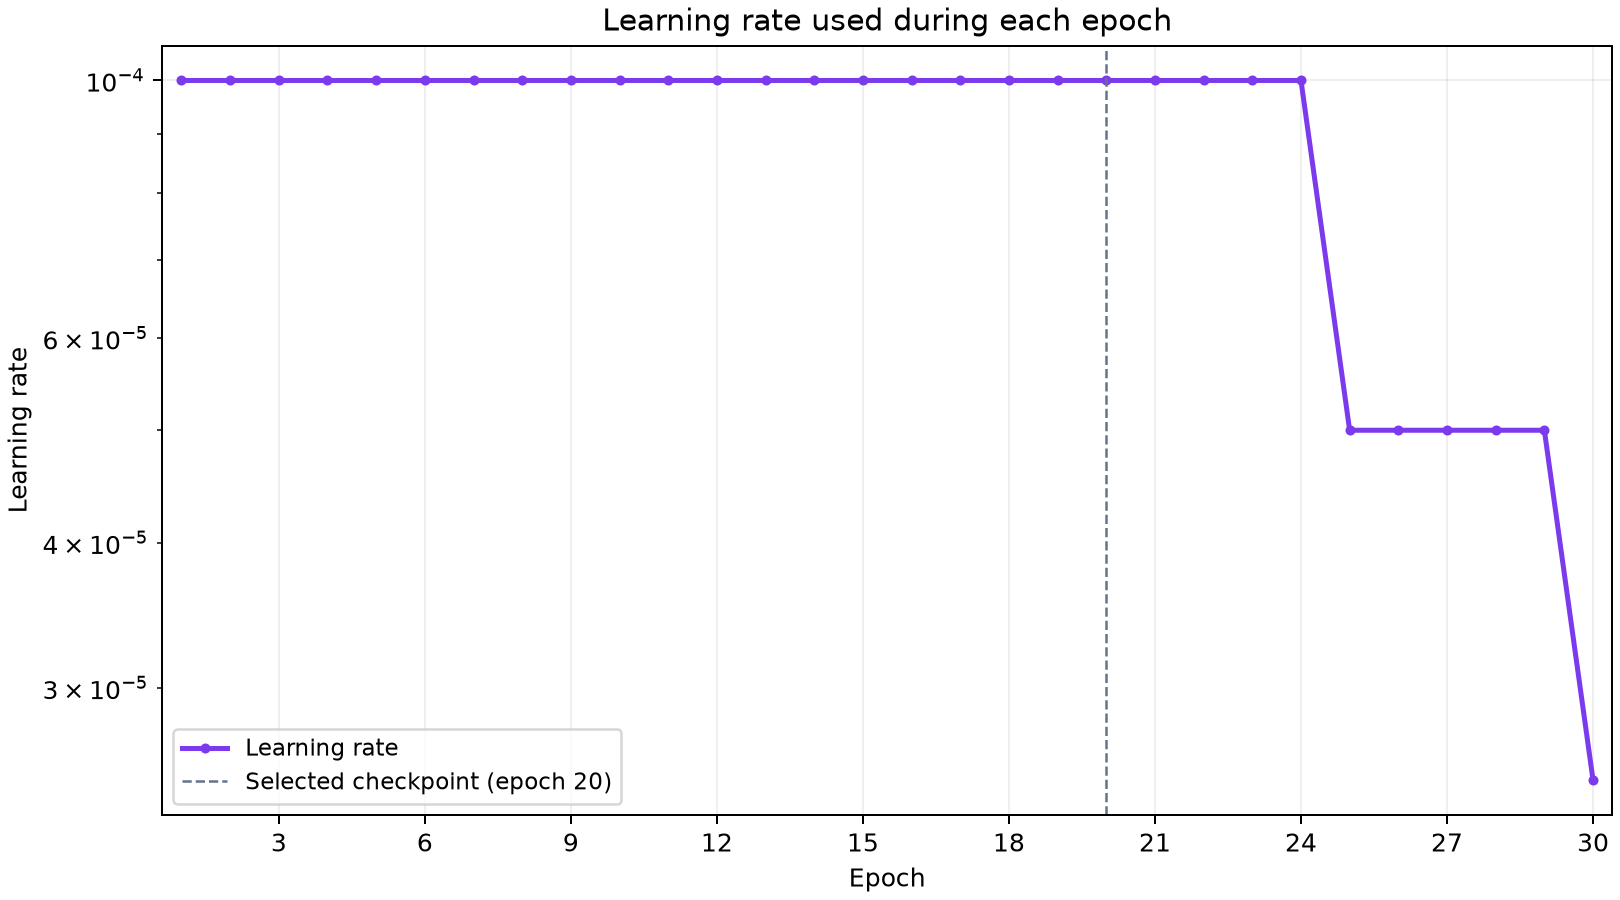 Learning rate used during each epoch
10⁻⁴
6 × 10⁻⁵
4 × 10⁻⁵
3 × 10⁻⁵
Learning rate
Learning rate
Selected checkpoint (epoch 20)
3 6 9 12 15 18 21 24 27 30
Epoch